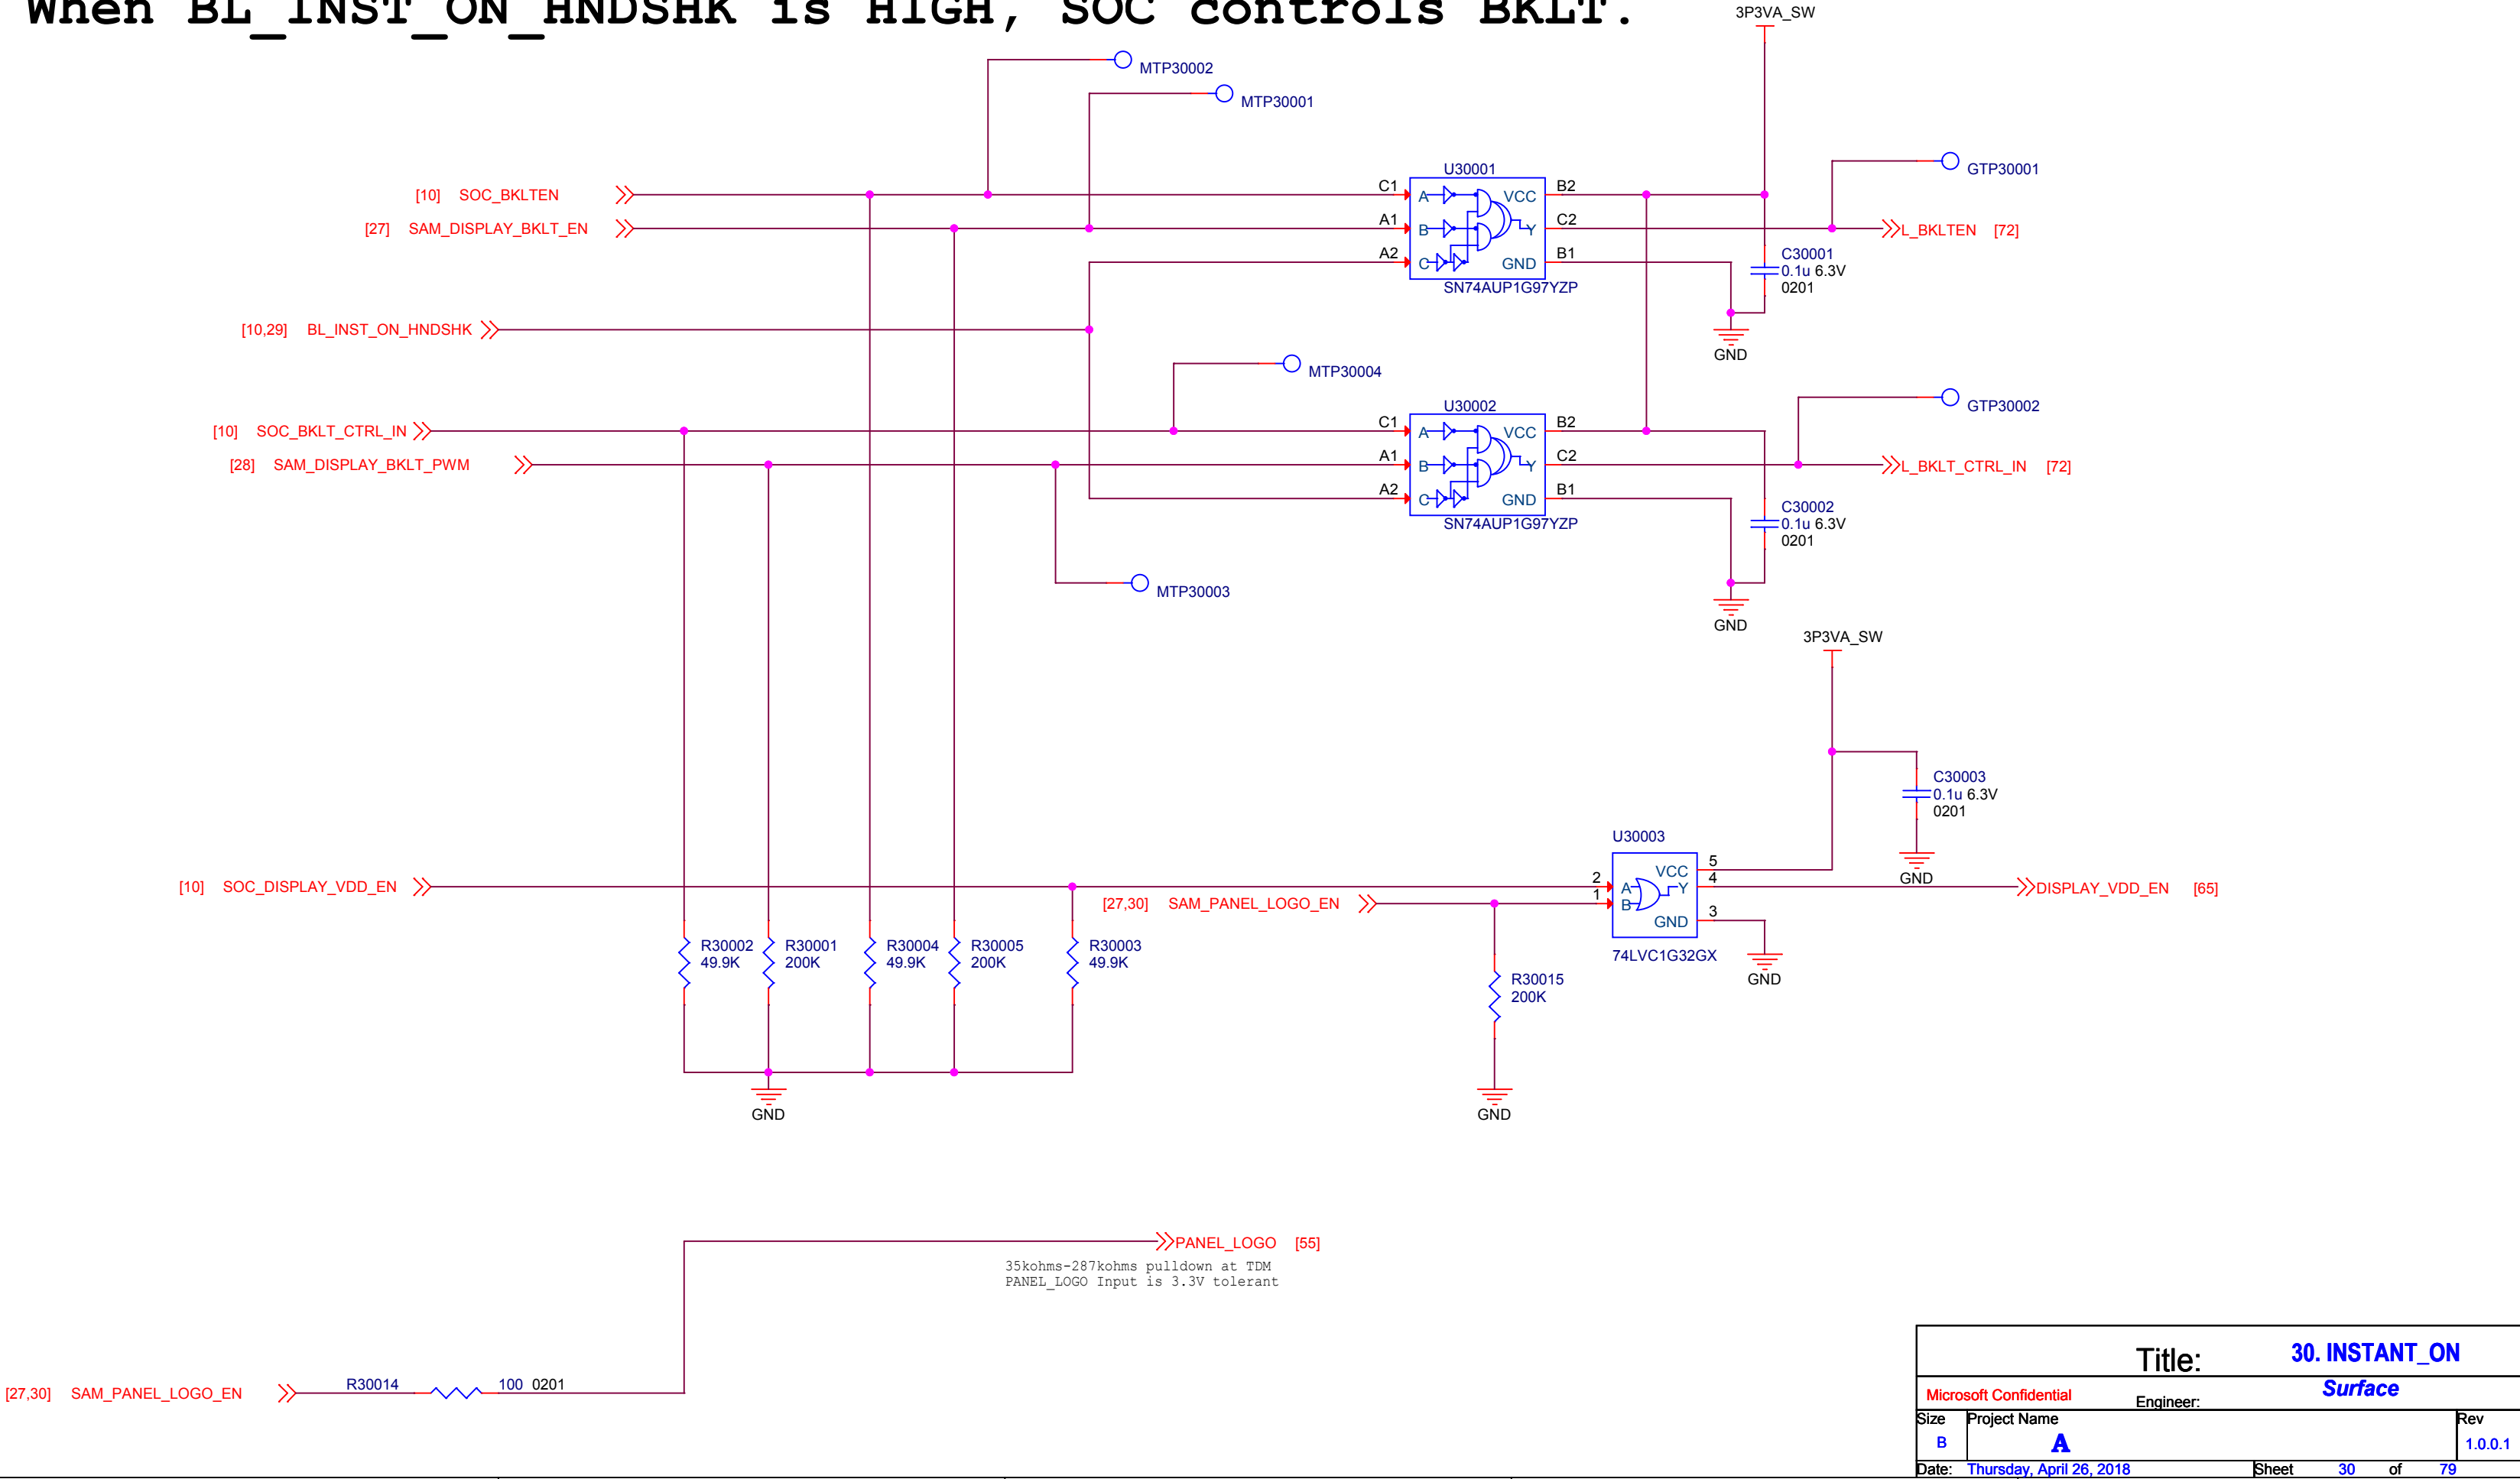 When BL_INST_ON_HNDSHK is HIGH, SOC controls BKLT.
3P3VA_SW
MTP30002
MTP30001
GTP30001
U30001
[10] SOC_BKLTEN
C1 A VCC B2
[27] SAM_DISPLAY_BKLT_EN
A1 B Y C2
L_BKLTEN [72]
A2 C GND B1
SN74AUP1G97YZP
C30001
0.1u 6.3V
0201
GND
[10,29] BL_INST_ON_HNDSHK
MTP30004
GTP30002
U30002
[10] SOC_BKLT_CTRL_IN
C1 A VCC B2
[28] SAM_DISPLAY_BKLT_PWM
A1 B Y C2
L_BKLT_CTRL_IN [72]
A2 C GND B1
SN74AUP1G97YZP
C30002
0.1u 6.3V
0201
MTP30003
GND
3P3VA_SW
C30003
0.1u 6.3V
0201
GND
U30003
VCC 5
[10] SOC_DISPLAY_VDD_EN
2 A Y 4
DISPLAY_VDD_EN [65]
[27,30] SAM_PANEL_LOGO_EN
1 B
GND 3
74LVC1G32GX
GND
R30002
49.9K
R30001
200K
R30004
49.9K
R30005
200K
R30003
49.9K
R30015
200K
GND
GND
PANEL_LOGO [55]
35kohms-287kohms pulldown at TDM
PANEL_LOGO Input is 3.3V tolerant
[27,30] SAM_PANEL_LOGO_EN
R30014 100 0201
Title: 30. INSTANT_ON
Microsoft Confidential Engineer: Surface
Size Project Name Rev
B A 1.0.0.1
Date: Thursday, April 26, 2018 Sheet 30 of 79